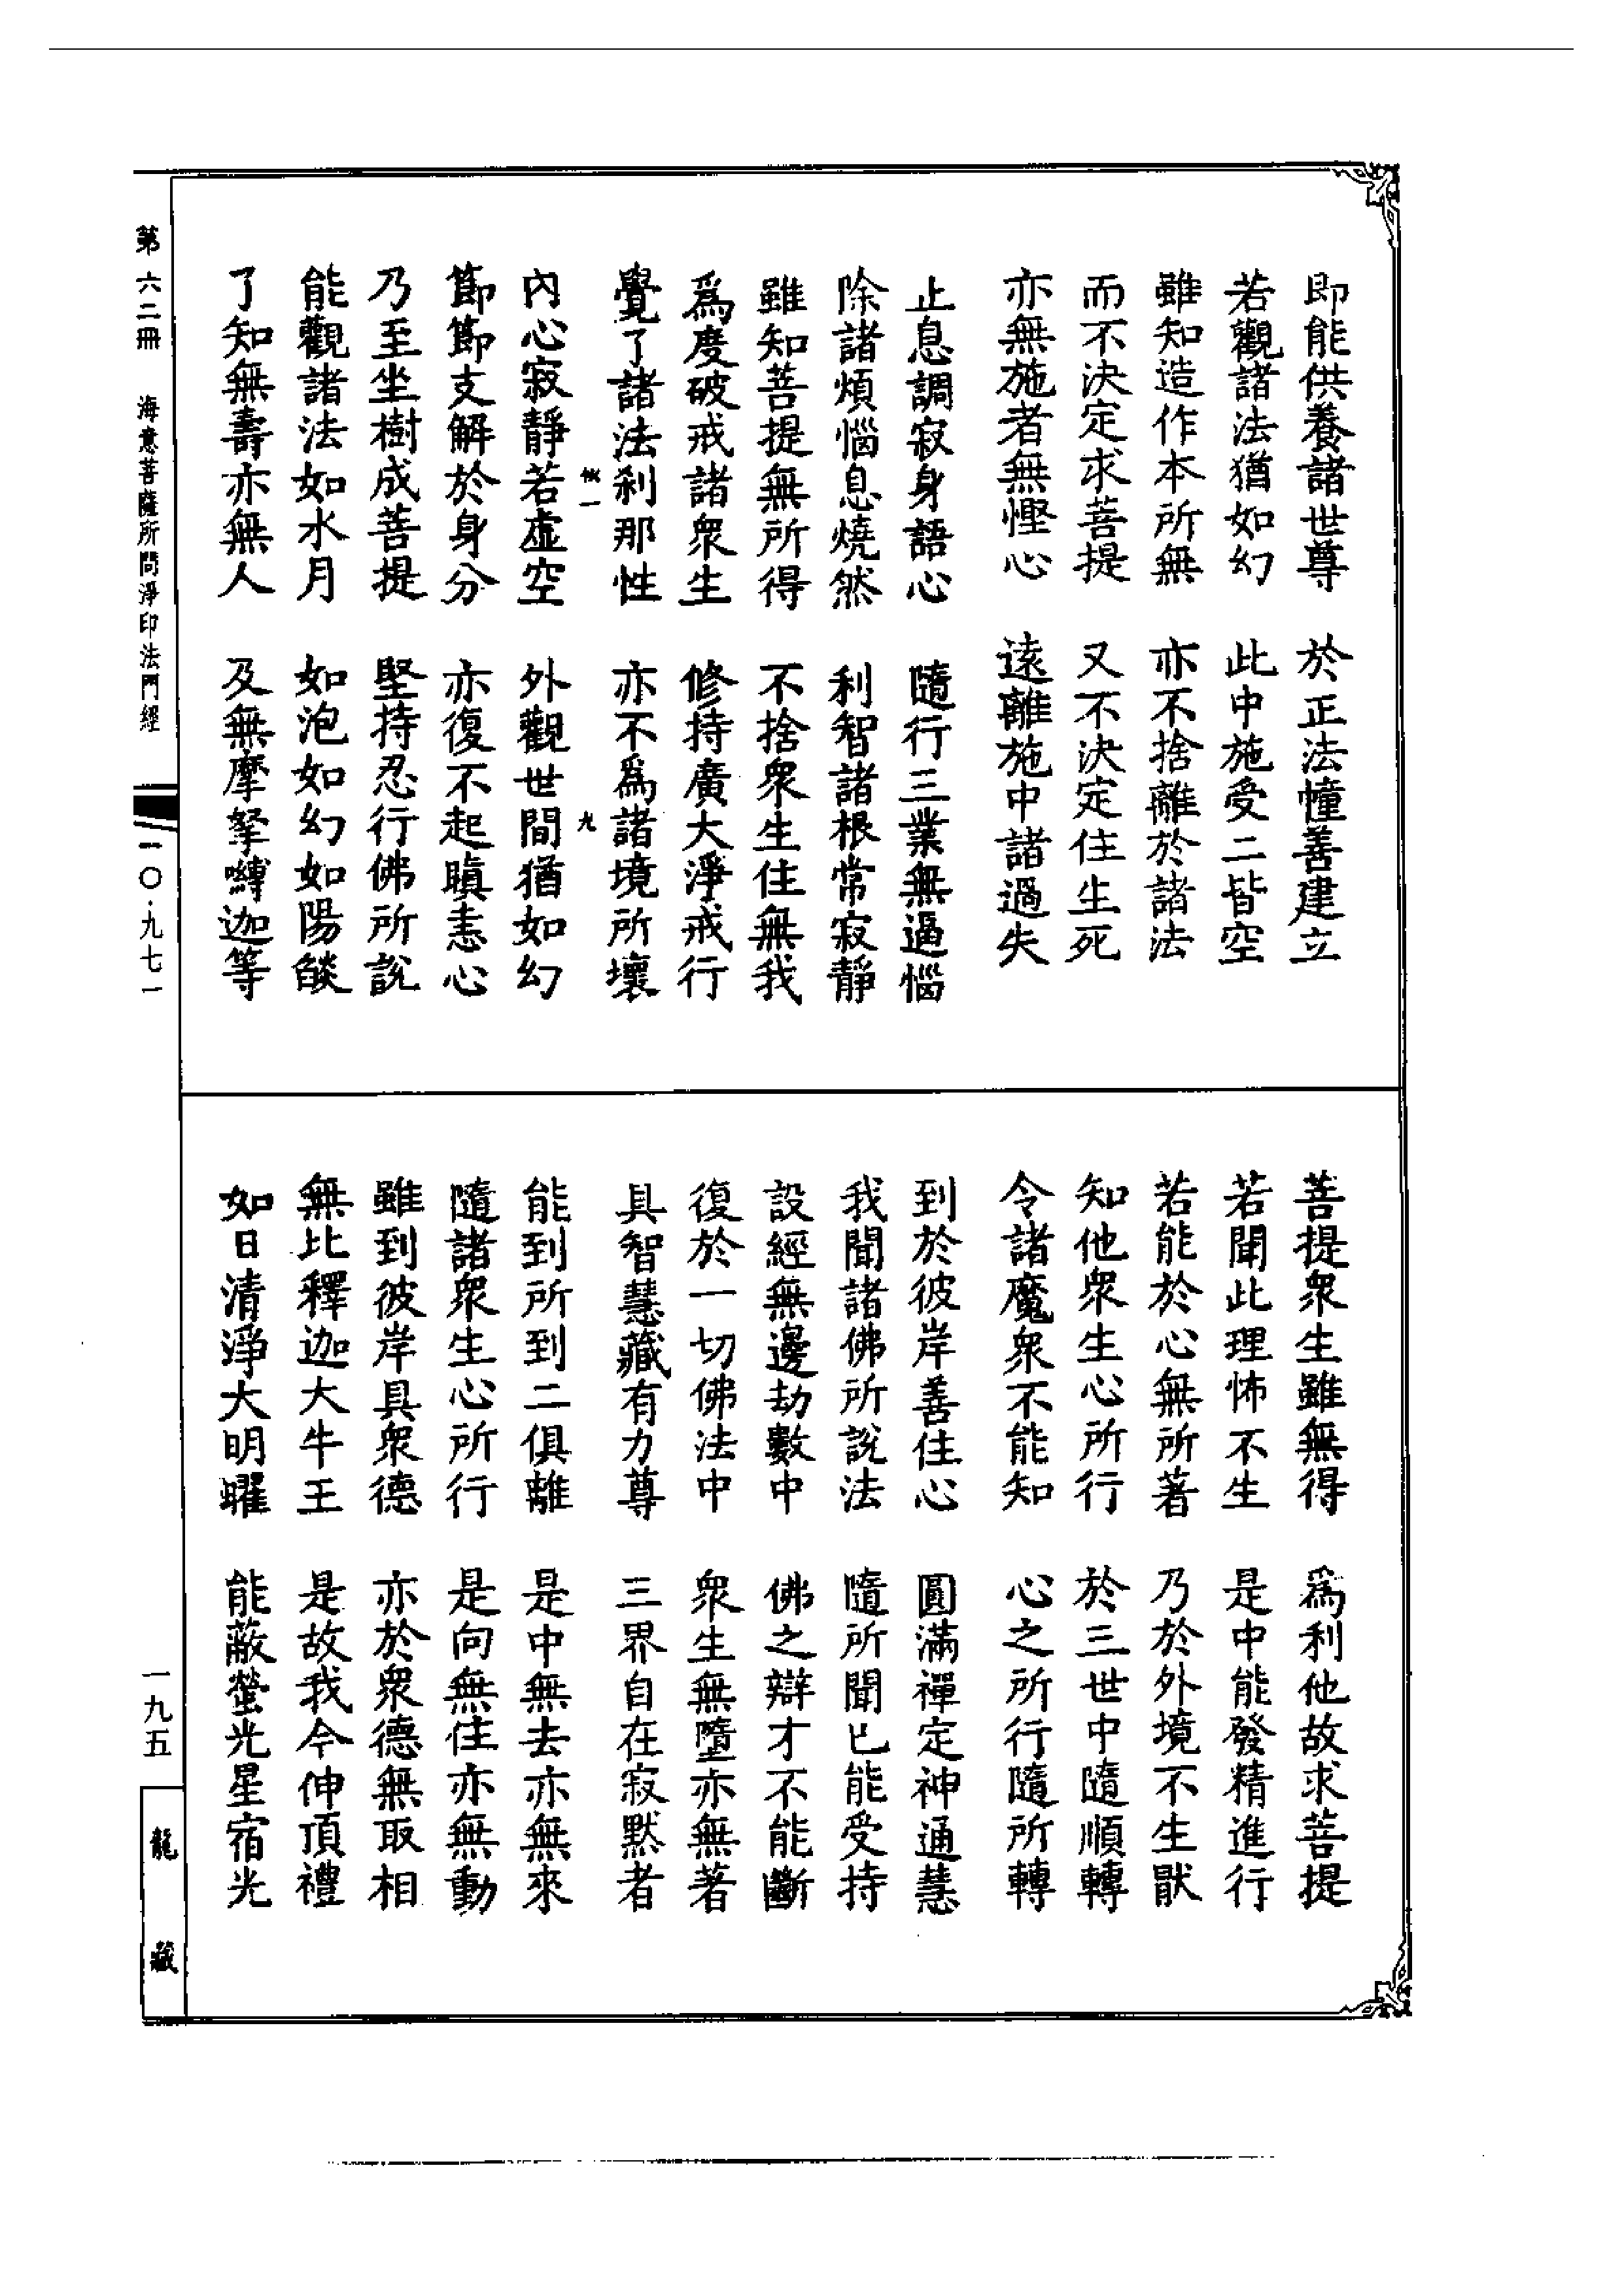 即能供養諸世尊　於正法幢善建立
若觀諸法猶如幻　此中施受二皆空
雖知造作本所無　亦不捨離於諸法
而不決定求菩提　又不決定住生死
亦無施者無慳心　遠離施中諸過失
止息調寂身語心　隨行三業無逼惱
除諸煩惱息燒然　利智諸根常寂靜
雖知菩提無所得　不捨衆生住無我
爲度破戒諸衆生　修持廣大淨戒行
覺了諸法刹那性　亦不爲諸境所壞
一　九
內心寂靜若虛空　外觀世間猶如幻
節節支解於身分　亦復不起瞋恚心
乃至坐樹成菩提　堅持忍行佛所說
能觀諸法如水月　如泡如幻如陽燄
了知無壽亦無人　及無摩拏嚩迦等
菩提衆生雖無得　爲利他故求菩提
若聞此理怖不生　是中能發精進行
若能於心無所著　乃於外境不生猒
知他衆生心所行　於三世中隨順轉
令諸魔衆不能知　心之所行隨所轉
到於彼岸善住心　圓滿禪定神通慧
我聞諸佛所說法　隨所聞已能受持
設經無邊劫數中　佛之辯才不能斷
復於一切佛法中　衆生無墮亦無著
具智慧藏有力尊　三界自在寂默者
能到所到二俱離　是中無去亦無來
隨諸衆生心所行　是向無住亦無動
雖到彼岸具衆德　亦於衆德無取相
無比釋迦大牛王　是故我今伸頂禮
如日清淨大明曜　能蔽螢光星宿光
第六二冊　海意菩薩所問淨印法門經
一〇·九七一
一九五
龍藏